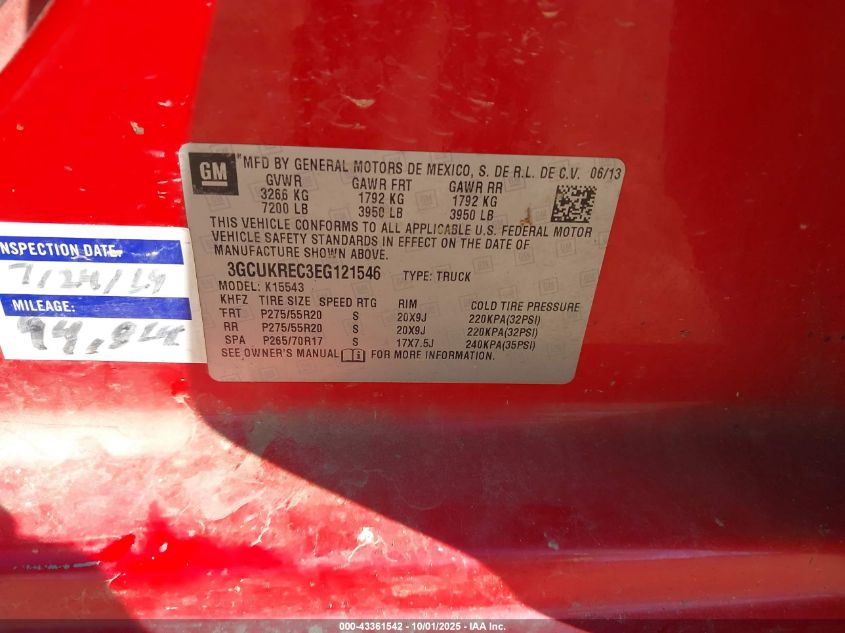 GM
"MFD BY GENERAL MOTORS DE MEXICO, S. DE R.L. DE C.V. 06/13
GVWR GAWR FRT GAWR RR
3266 KG 1792 KG 1792 KG
7200 LB 3950 LB 3950 LB
THIS VEHICLE CONFORMS TO ALL APPLICABLE U.S. FEDERAL MOTOR
VEHICLE SAFETY STANDARDS IN EFFECT ON THE DATE OF
MANUFACTURE SHOWN ABOVE.
3GCUKREC3EG121546 TYPE: TRUCK
MODEL: K15543
KHFZ TIRE SIZE SPEED RTG RIM COLD TIRE PRESSURE
FRT P275/55R20 S 20X9J 220KPA(32PSI)
RR P275/55R20 S 20X9J 220KPA(32PSI)
SPA P265/70R17 S 17X7.5J 240KPA(35PSI)
SEE OWNER'S MANUAL FOR MORE INFORMATION
NSPECTION DATE:
7/24/19
MILEAGE:
000-43361542 - 10/01/2025 - IAA Inc.